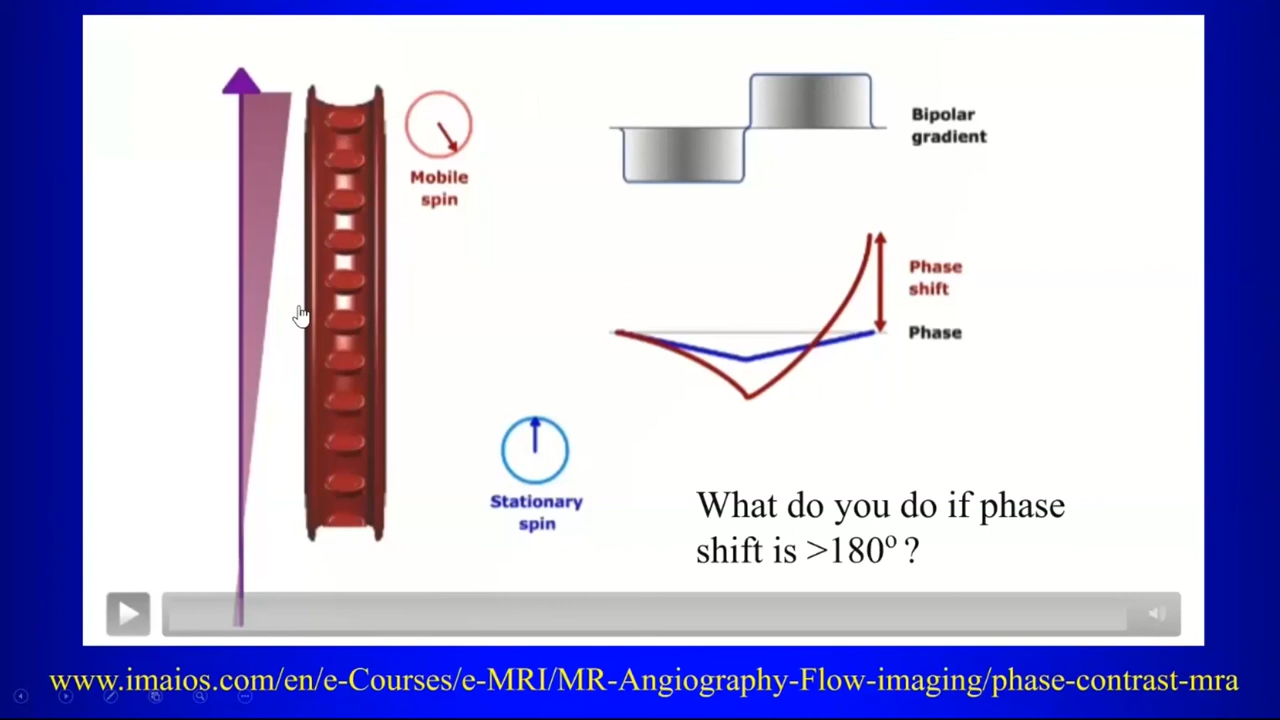 Mobile
spin
Bipolar
gradient
Phase
shift
Phase
Stationary
spin
What do you do if phase
shift is >180º ?
www.imaios.com/en/e-Courses/e-MRI/MR-Angiography-Flow-imaging/phase-contrast-mra